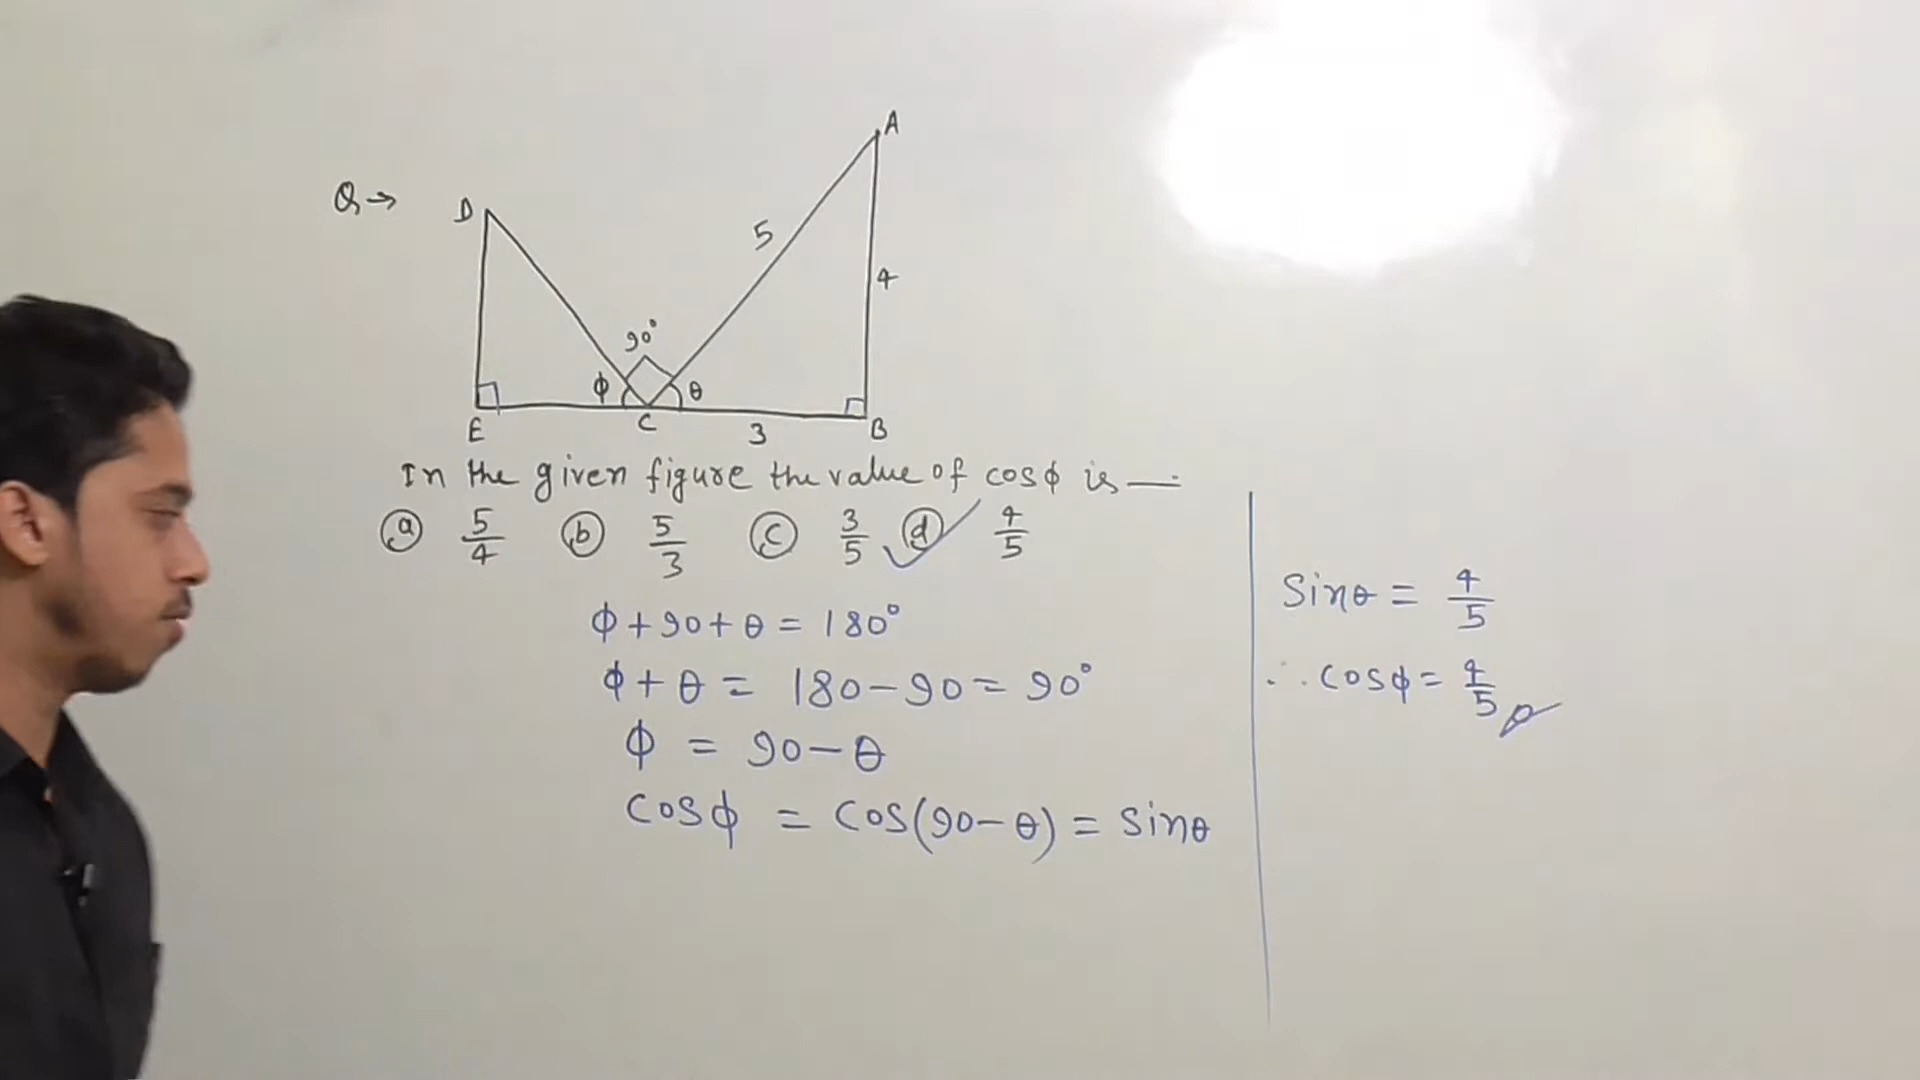 Q→
A
D
5
4
90°
φ
θ
E
C
3
B
In the given figure the value of cosφ is —
ⓐ 5/4 ⓑ 5/3 ⓒ 3/5 ⓓ 4/5
φ+90+θ = 180°
φ+θ = 180-90 = 90°
φ = 90-θ
cosφ = cos(90-θ) = sinθ
Sinθ = 4/5
∴ cosφ = 4/5